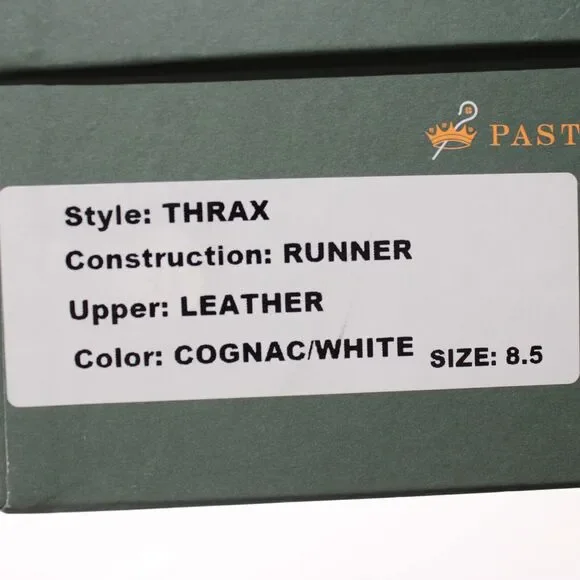 PAST
Style: THRAX
Construction: RUNNER
Upper: LEATHER
Color: COGNAC/WHITE SIZE: 8.5